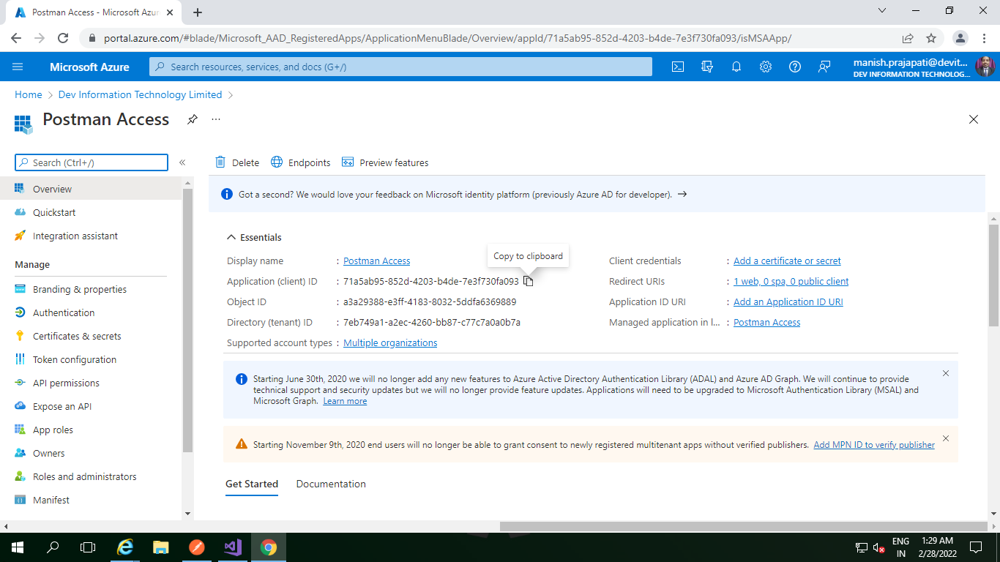 Postman Access - Microsoft Azur
portal.azure.com/#blade/Microsoft_AAD_RegisteredApps/ApplicationMenuBlade/Overview/appId/71a5ab95-852d-4203-b4de-7e3f730fa093/isMSAApp/
Microsoft Azure
Search resources, services, and docs (G+/)
manish.prajapati@devit...
DEV INFORMATION TECHNOLOG...
Home > Dev Information Technology Limited >
Postman Access
...
Search (Ctrl+/)
«
Delete
Endpoints
Preview features
Overview
Quickstart
Integration assistant
Manage
Branding & properties
Authentication
Certificates & secrets
Token configuration
API permissions
Expose an API
App roles
Owners
Roles and administrators
Manifest
Got a second? We would love your feedback on Microsoft identity platform (previously Azure AD for developer). →
Essentials
Copy to clipboard
Display name : Postman Access
Application (client) ID : 71a5ab95-852d-4203-b4de-7e3f730fa093
Object ID : a3a29388-e3ff-4183-8032-5ddfa6369889
Directory (tenant) ID : 7eb749a1-a2ec-4260-bb87-c77c7a0a0b7a
Supported account types : Multiple organizations
Client credentials : Add a certificate or secret
Redirect URIs : 1 web, 0 spa, 0 public client
Application ID URI : Add an Application ID URI
Managed application in l... : Postman Access
Starting June 30th, 2020 we will no longer add any new features to Azure Active Directory Authentication Library (ADAL) and Azure AD Graph. We will continue to provide
technical support and security updates but we will no longer provide feature updates. Applications will need to be upgraded to Microsoft Authentication Library (MSAL) and
Microsoft Graph. Learn more
Starting November 9th, 2020 end users will no longer be able to grant consent to newly registered multitenant apps without verified publishers. Add MPN ID to verify publisher
Get Started
Documentation
ENG
IN
1:29 AM
2/28/2022